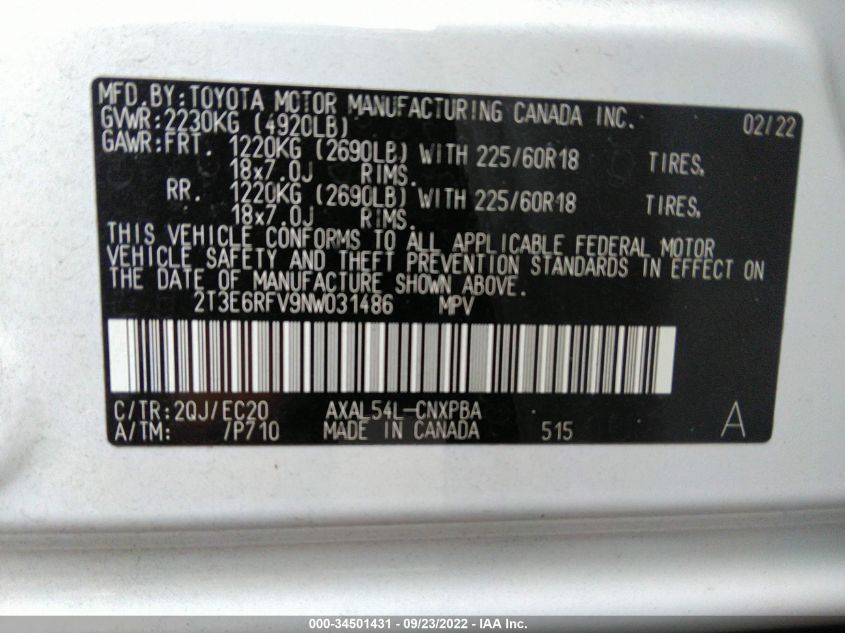 MFD. BY: TOYOTA MOTOR MANUFACTURING CANADA INC. 02/22
GVWR: 2230KG (4920LB)
GAWR: FRT. 1220KG (2690LB) WITH 225/60R18 TIRES,
18x7.0J RIMS.
RR. 1220KG (2690LB) WITH 225/60R18 TIRES,
18x7.0J RIMS.
THIS VEHICLE CONFORMS TO ALL APPLICABLE FEDERAL MOTOR
VEHICLE SAFETY AND THEFT PREVENTION STANDARDS IN EFFECT ON
THE DATE OF MANUFACTURE SHOWN ABOVE.
2T3E6RFV9NW031486 MPV
C/TR: 2QJ/EC20 AXAL54L-CNXPBA
A/TM: /P710 MADE IN CANADA 515 A
000-34501431 - 09/23/2022 - IAA Inc.